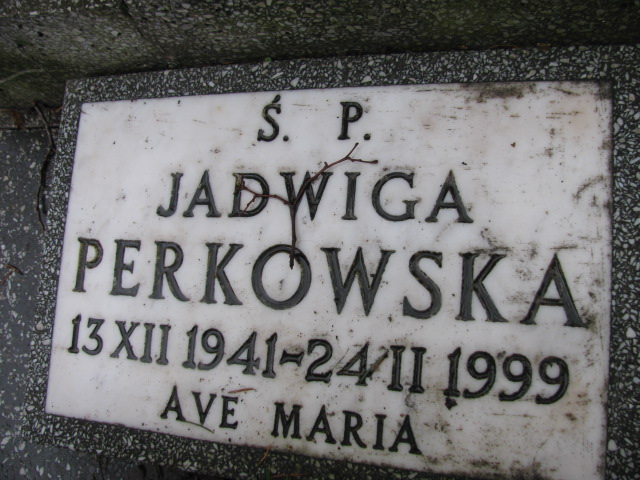 Ś. P.
JADWIGA
PERKOWSKA
13 XII 1941-24 II 1999
AVE MARIA